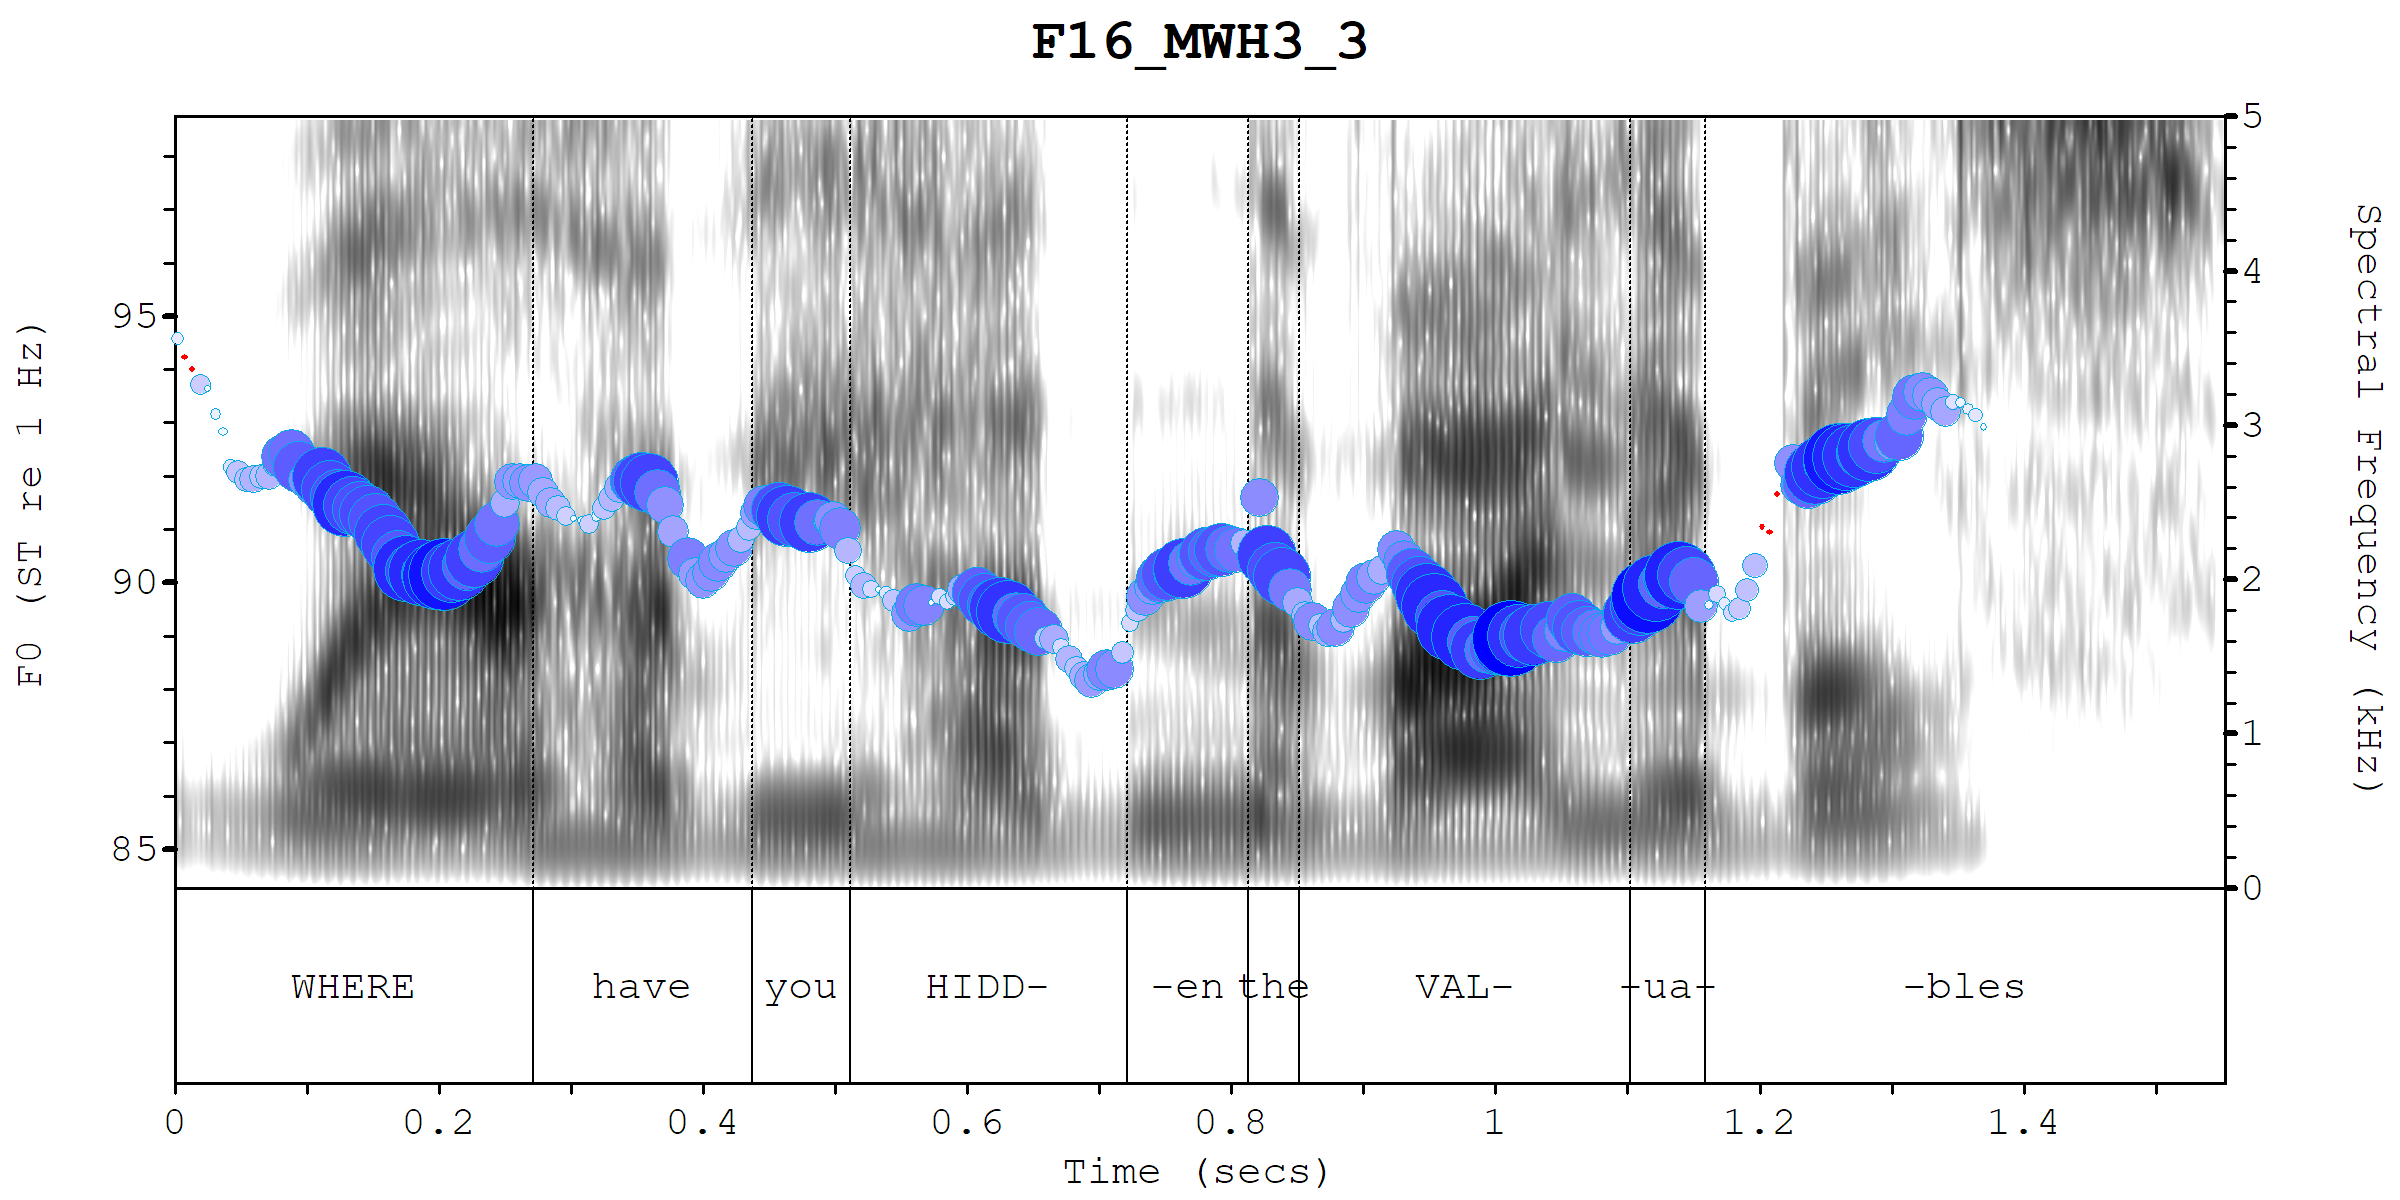 F16_MWH3_3
F0 (ST re 1 Hz)
95
90
85
5
4
3
2
1
0
Spectral Frequency (kHz)
WHERE have you HIDD- -en the VAL- -ua- -bles
0 0.2 0.4 0.6 0.8 1 1.2 1.4
Time (secs)